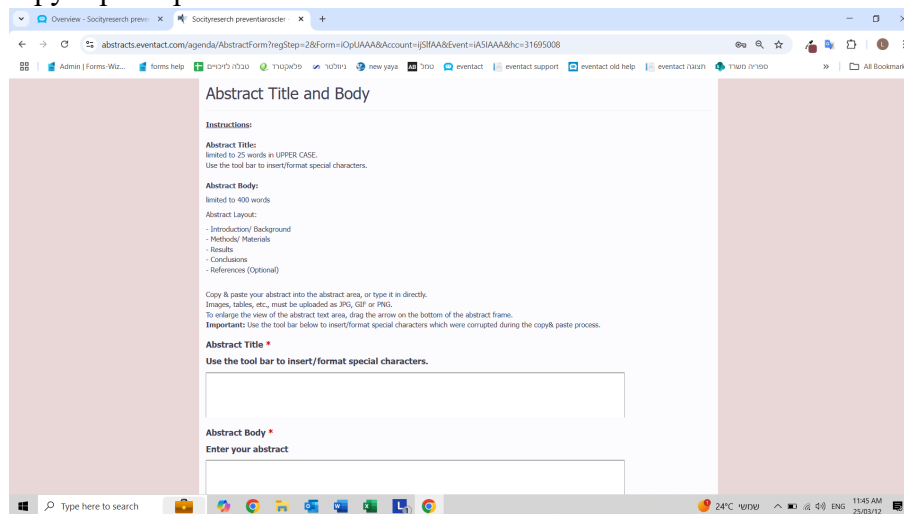 Overview - Socityreserch preve
Socityreserch preventiaroscler -
abstracts.eventact.com/agenda/AbstractForm?regStep=2&Form=iOpUAAA&Account=ijSlfAA&Event=iA5IAAA&hc=31695008
Admin | Forms-Wiz...
forms help
טבלה ליכויים
פלאקטרד
ניוזלטר
new yaya
סמל
eventact
eventact support
eventact old help
eventact תצוגה
ספריה משרד
All Bookmark
Abstract Title and Body
Instructions:
Abstract Title:
limited to 25 words in UPPER CASE.
Use the tool bar to insert/format special characters.
Abstract Body:
limited to 400 words
Abstract Layout:
- Introduction/ Background
- Methods/ Materials
- Results
- Conclusions
- References (Optional)
Copy & paste your abstract into the abstract area, or type it in directly.
Images, tables, etc., must be uploaded as JPG, GIF or PNG.
To enlarge the view of the abstract text area, drag the arrow on the bottom of the abstract frame.
Important: Use the tool bar below to insert/format special characters which were corrupted during the copy& paste process.
Abstract Title *
Use the tool bar to insert/format special characters.
Abstract Body *
Enter your abstract
Type here to search
24°C שמשי
ENG
11:45 AM
25/03/12